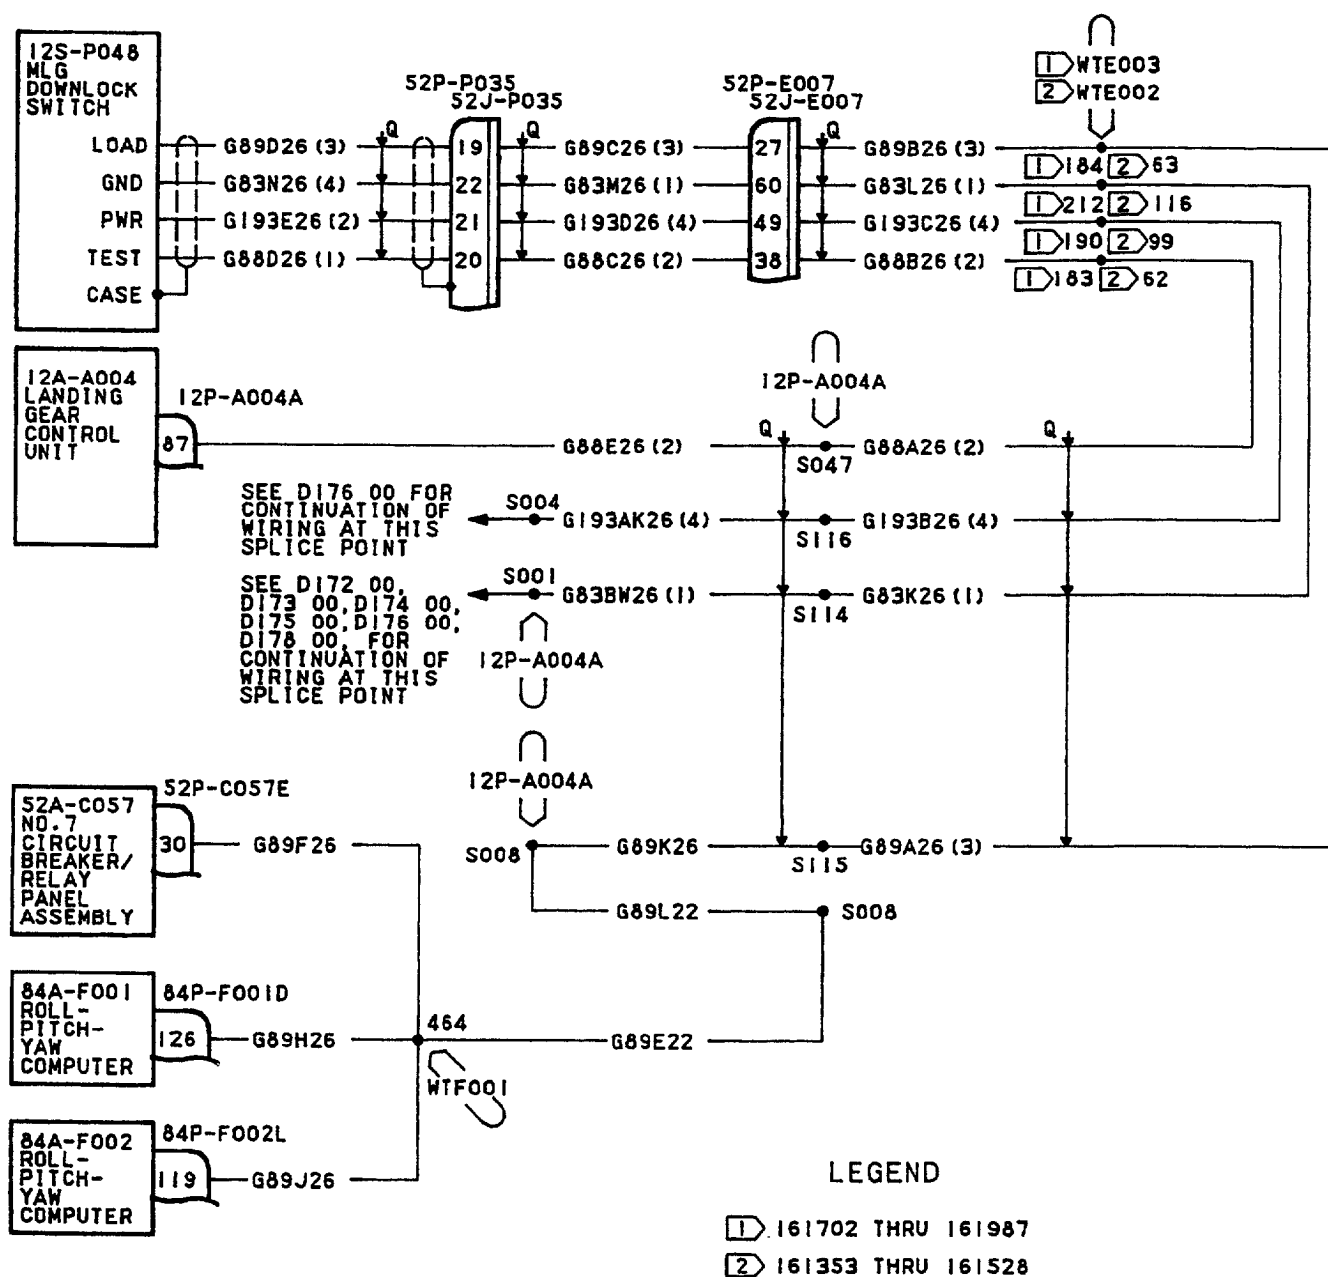 12S-P048
MLG
DOWNLOCK
SWITCH
LOAD
GND
PWR
TEST
CASE
52P-P035
52J-P035
52P-E007
52J-E007
1 WTE003
2 WTE002
G89D26(3) Q 19 Q G89C26(3) 27 Q G89B26(3)
1 184 2 63
G83N26(4) 22 G83M26(1) 60 G83L26(1)
1 212 2 116
G193E26(2) 21 G193D26(4) 49 G193C26(4)
1 190 2 99
G88D26(1) 20 G88C26(2) 38 G88B26(2)
1 183 2 62
12A-A004
LANDING
GEAR
CONTROL
UNIT
12P-A004A
87
12P-A004A
G88E26(2) Q G88A26(2) Q
S047
SEE D176 00 FOR
CONTINUATION OF
WIRING AT THIS
SPLICE POINT
S004
G193AK26(4) G193B26(4)
S116
SEE D172 00,
D173 00,D174 00,
D175 00,D176 00,
D178 00, FOR
CONTINUATION OF
WIRING AT THIS
SPLICE POINT
S001
G83BW26(1) G83K26(1)
S114
12P-A004A
12P-A004A
52A-C057
NO.7
CIRCUIT
BREAKER/
RELAY
PANEL
ASSEMBLY
52P-C057E
30 G89F26
S008 G89K26 G89A26(3)
S115
G89L22 S008
84A-F001
ROLL-
PITCH-
YAW
COMPUTER
84P-F001D
126 G89H26
464
G89E22
WTF001
84A-F002
ROLL-
PITCH-
YAW
COMPUTER
84P-F002L
119 G89J26
LEGEND
1 161702 THRU 161987
2 161353 THRU 161528